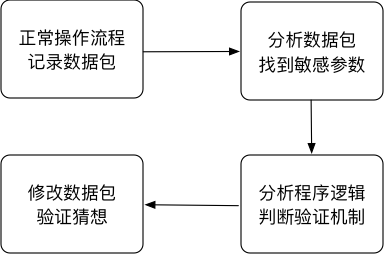 正常操作流程
记录数据包
分析数据包
找到敏感参数
分析程序逻辑
判断验证机制
修改数据包
验证猜想